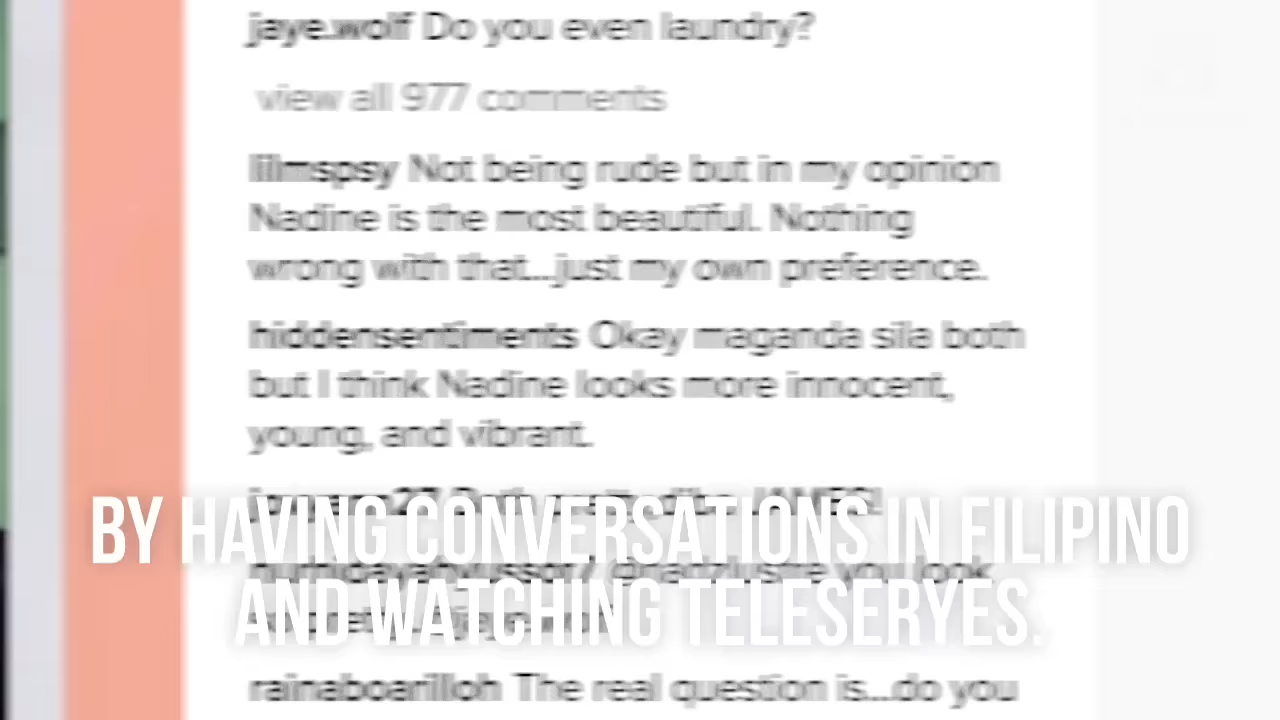 jaye.wolf Do you even laundry?
view all 977 comments
lilmspsy Not being rude but in my opinion
Nadine is the most beautiful. Nothing
wrong with that...just my own preference.
hiddensentiments Okay maganda sila both
but I think Nadine looks more innocent,
young, and vibrant.
BY HAVING CONVERSATIONS IN FILIPINO
you look
AND WATCHING TELESERYES.
rainaboarilloh The real question is...do you